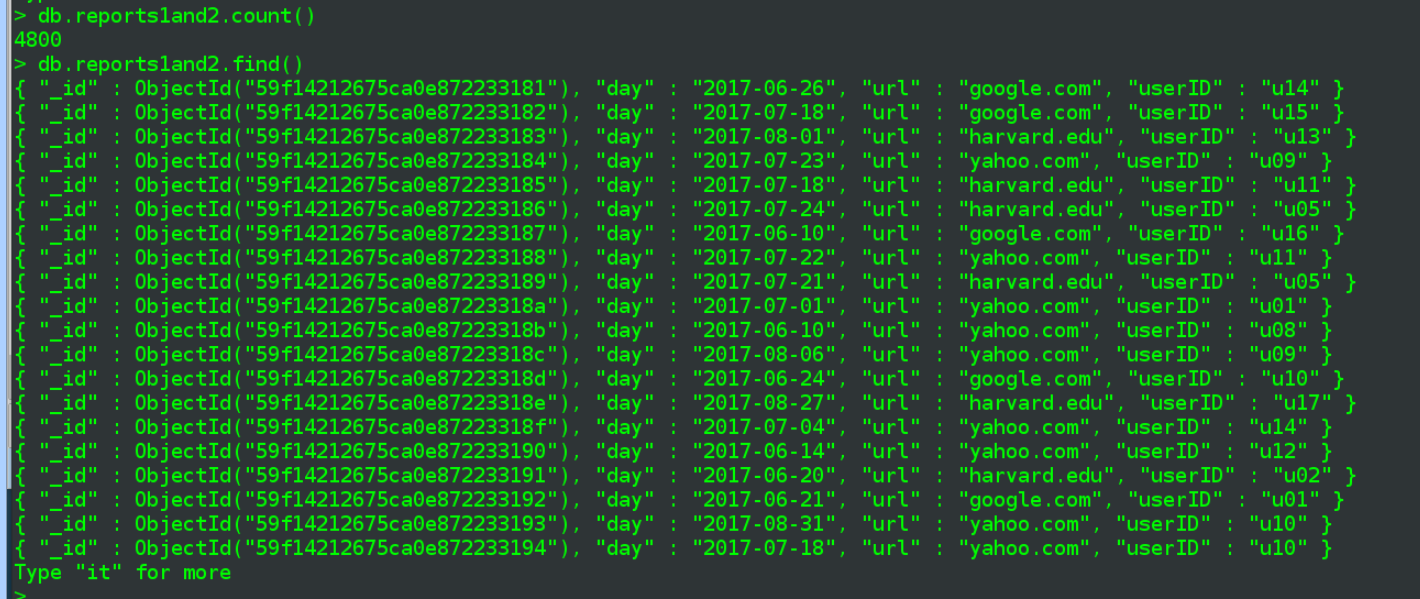 > db.reports1and2.count()
4800
> db.reports1and2.find()
{ "_id" : ObjectId("59f14212675ca0e872233181"), "day" : "2017-06-26", "url" : "google.com", "userID" : "u14" }
{ "_id" : ObjectId("59f14212675ca0e872233182"), "day" : "2017-07-18", "url" : "google.com", "userID" : "u15" }
{ "_id" : ObjectId("59f14212675ca0e872233183"), "day" : "2017-08-01", "url" : "harvard.edu", "userID" : "u13" }
{ "_id" : ObjectId("59f14212675ca0e872233184"), "day" : "2017-07-23", "url" : "yahoo.com", "userID" : "u09" }
{ "_id" : ObjectId("59f14212675ca0e872233185"), "day" : "2017-07-18", "url" : "harvard.edu", "userID" : "u11" }
{ "_id" : ObjectId("59f14212675ca0e872233186"), "day" : "2017-07-24", "url" : "harvard.edu", "userID" : "u05" }
{ "_id" : ObjectId("59f14212675ca0e872233187"), "day" : "2017-06-10", "url" : "google.com", "userID" : "u16" }
{ "_id" : ObjectId("59f14212675ca0e872233188"), "day" : "2017-07-22", "url" : "yahoo.com", "userID" : "u11" }
{ "_id" : ObjectId("59f14212675ca0e872233189"), "day" : "2017-07-21", "url" : "harvard.edu", "userID" : "u05" }
{ "_id" : ObjectId("59f14212675ca0e87223318a"), "day" : "2017-07-01", "url" : "yahoo.com", "userID" : "u01" }
{ "_id" : ObjectId("59f14212675ca0e87223318b"), "day" : "2017-06-10", "url" : "yahoo.com", "userID" : "u08" }
{ "_id" : ObjectId("59f14212675ca0e87223318c"), "day" : "2017-08-06", "url" : "yahoo.com", "userID" : "u09" }
{ "_id" : ObjectId("59f14212675ca0e87223318d"), "day" : "2017-06-24", "url" : "google.com", "userID" : "u10" }
{ "_id" : ObjectId("59f14212675ca0e87223318e"), "day" : "2017-08-27", "url" : "harvard.edu", "userID" : "u17" }
{ "_id" : ObjectId("59f14212675ca0e87223318f"), "day" : "2017-07-04", "url" : "yahoo.com", "userID" : "u14" }
{ "_id" : ObjectId("59f14212675ca0e872233190"), "day" : "2017-06-14", "url" : "yahoo.com", "userID" : "u12" }
{ "_id" : ObjectId("59f14212675ca0e872233191"), "day" : "2017-06-20", "url" : "harvard.edu", "userID" : "u02" }
{ "_id" : ObjectId("59f14212675ca0e872233192"), "day" : "2017-06-21", "url" : "google.com", "userID" : "u01" }
{ "_id" : ObjectId("59f14212675ca0e872233193"), "day" : "2017-08-31", "url" : "yahoo.com", "userID" : "u10" }
{ "_id" : ObjectId("59f14212675ca0e872233194"), "day" : "2017-07-18", "url" : "yahoo.com", "userID" : "u10" }
Type "it" for more
>